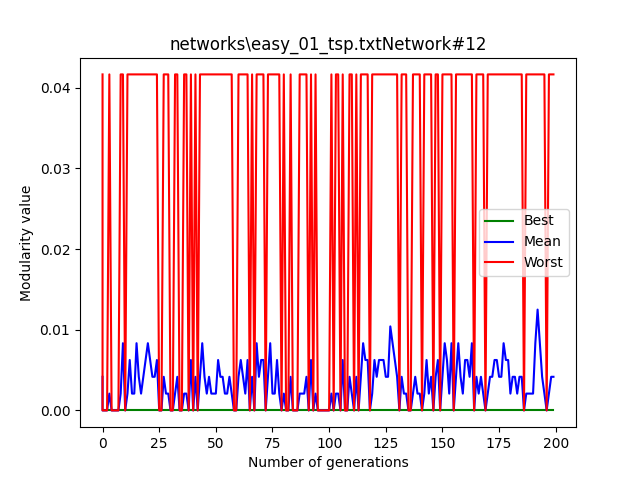 networks\easy_01_tsp.txtNetwork#12
Modularity value
0.04
0.03
0.02
0.01
0.00
Best
Mean
Worst
0 25 50 75 100 125 150 175 200
Number of generations